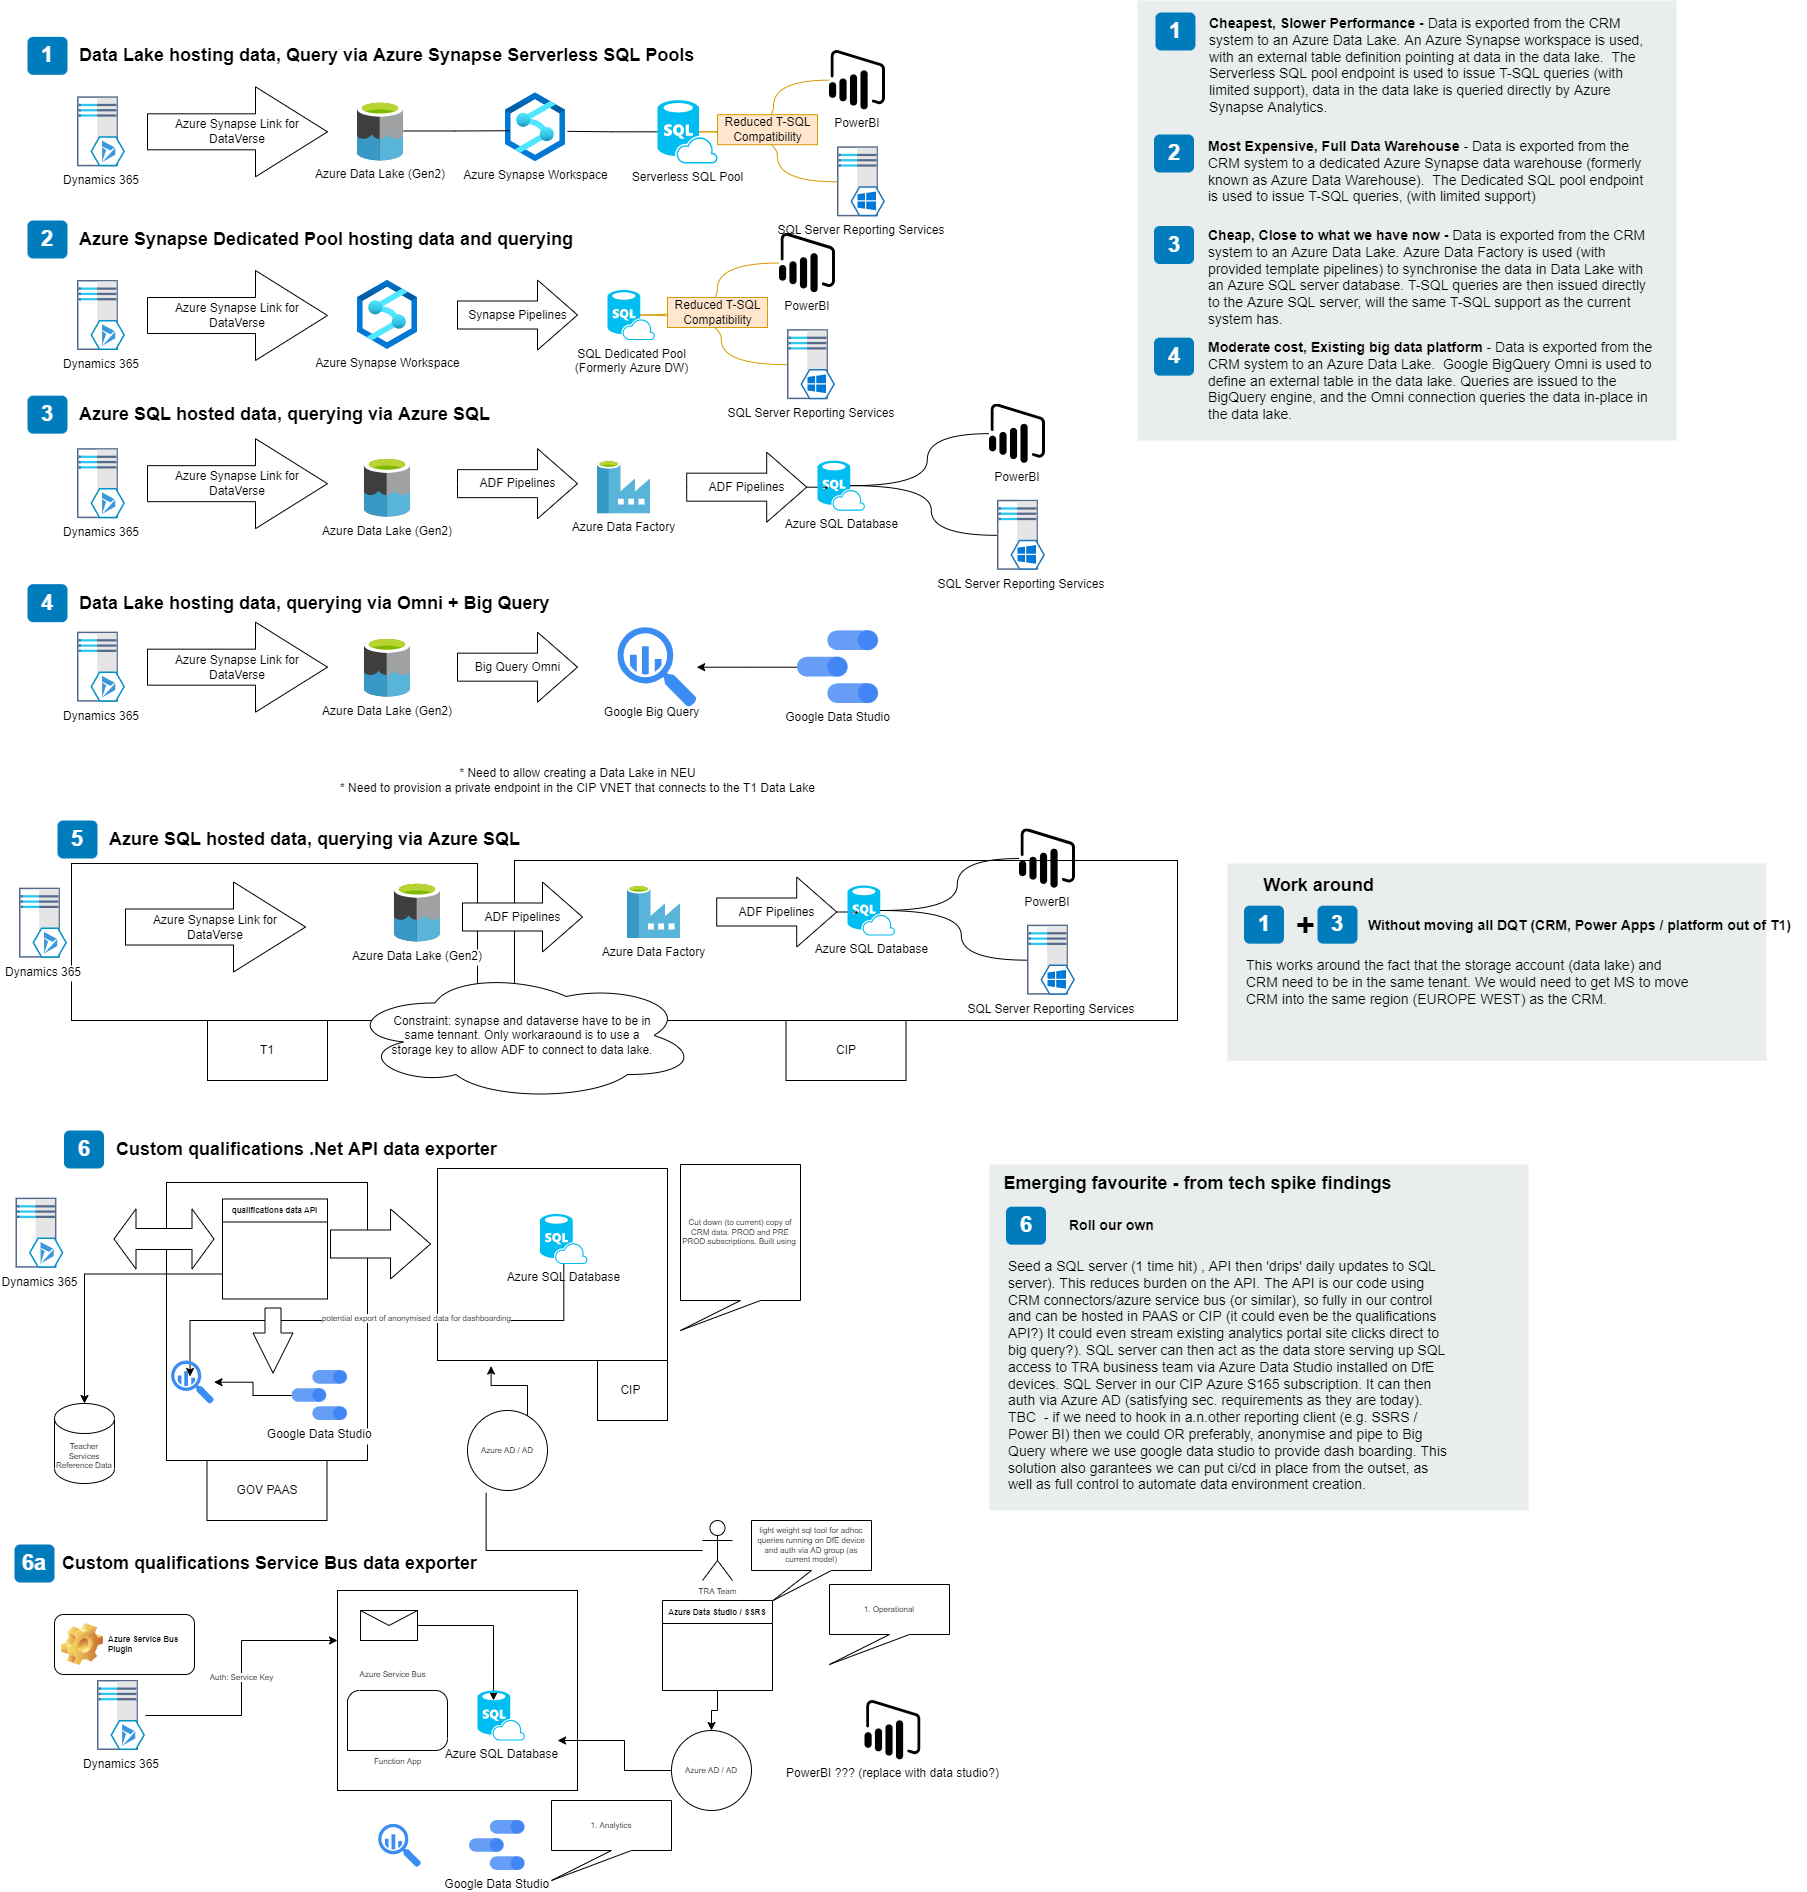 1
Data Lake hosting data, Query via Azure Synapse Serverless SQL Pools
Dynamics 365
Azure Synapse Link for
DataVerse
Azure Data Lake (Gen2)
Azure Synapse Workspace
SQL
Serverless SQL Pool
Reduced T-SQL
Compatibility
PowerBI
SQL Server Reporting Services
2
Azure Synapse Dedicated Pool hosting data and querying
Dynamics 365
Azure Synapse Link for
DataVerse
Azure Synapse Workspace
Synapse Pipelines
SQL
SQL Dedicated Pool
(Formerly Azure DW)
Reduced T-SQL
Compatibility
PowerBI
SQL Server Reporting Services
3
Azure SQL hosted data, querying via Azure SQL
Dynamics 365
Azure Synapse Link for
DataVerse
Azure Data Lake (Gen2)
ADF Pipelines
Azure Data Factory
ADF Pipelines
SQL
Azure SQL Database
PowerBI
SQL Server Reporting Services
4
Data Lake hosting data, querying via Omni + Big Query
Dynamics 365
Azure Synapse Link for
DataVerse
Azure Data Lake (Gen2)
Big Query Omni
Google Big Query
Google Data Studio
* Need to allow creating a Data Lake in NEU
* Need to provision a private endpoint in the CIP VNET that connects to the T1 Data Lake
1
Cheapest, Slower Performance - Data is exported from the CRM
system to an Azure Data Lake. An Azure Synapse workspace is used,
with an external table definition pointing at data in the data lake.  The
Serverless SQL pool endpoint is used to issue T-SQL queries (with
limited support), data in the data lake is queried directly by Azure
Synapse Analytics.
2
Most Expensive, Full Data Warehouse - Data is exported from the
CRM system to a dedicated Azure Synapse data warehouse (formerly
known as Azure Data Warehouse).  The Dedicated SQL pool endpoint
is used to issue T-SQL queries, (with limited support)
3
Cheap, Close to what we have now - Data is exported from the CRM
system to an Azure Data Lake. Azure Data Factory is used (with
provided template pipelines) to synchronise the data in Data Lake with
an Azure SQL server database. T-SQL queries are then issued directly
to the Azure SQL server, will the same T-SQL support as the current
system has.
4
Moderate cost, Existing big data platform - Data is exported from the
CRM system to an Azure Data Lake.  Google BigQuery Omni is used to
define an external table in the data lake. Queries are issued to the
BigQuery engine, and the Omni connection queries the data in-place in
the data lake.
5
Azure SQL hosted data, querying via Azure SQL
Dynamics 365
Azure Synapse Link for
DataVerse
Azure Data Lake (Gen2)
ADF Pipelines
Azure Data Factory
ADF Pipelines
SQL
Azure SQL Database
PowerBI
SQL Server Reporting Services
T1
Constraint: synapse and dataverse have to be in
same tennant. Only workaraound is to use a
storage key to allow ADF to connect to data lake.
CIP
Work around
1 + 3 Without moving all DQT (CRM, Power Apps / platform out of T1)
This works around the fact that the storage account (data lake) and
CRM need to be in the same tenant. We would need to get MS to move
CRM into the same region (EUROPE WEST) as the CRM.
6
Custom qualifications .Net API data exporter
Dynamics 365
qualifications data API
SQL
Azure SQL Database
potential export of anonymised data for dashboarding
Cut down (to current) copy of
CRM data. PROD and PRE
PROD subscriptions. Built using
CIP
Teacher
Services
Reference Data
Google Data Studio
GOV PAAS
Azure AD / AD
Emerging favourite - from tech spike findings
6
Roll our own
Seed a SQL server (1 time hit) , API then 'drips' daily updates to SQL
server). This reduces burden on the API. The API is our code using
CRM connectors/azure service bus (or similar), so fully in our control
and can be hosted in PAAS or CIP (it could even be the qualifications
API?) It could even stream existing analytics portal site clicks direct to
big query?). SQL server can then act as the data store serving up SQL
access to TRA business team via Azure Data Studio installed on DfE
devices. SQL Server in our CIP Azure S165 subscription. It can then
auth via Azure AD (satisfying sec. requirements as they are today).
TBC  - if we need to hook in a.n.other reporting client (e.g. SSRS /
Power BI) then we could OR preferably, anonymise and pipe to Big
Query where we use google data studio to provide dash boarding. This
solution also garantees we can put ci/cd in place from the outset, as
well as full control to automate data environment creation.
6a
Custom qualifications Service Bus data exporter
Azure Service Bus
Plugin
Dynamics 365
Auth: Service Key
Azure Service Bus
Function App
SQL
Azure SQL Database
TRA Team
light weight sql tool for adhoc
queries running on DfE device
and auth via AD group (as
current model)
Azure Data Studio / SSRS
1. Operational
Azure AD / AD
PowerBI ??? (replace with data studio?)
1. Analytics
Google Data Studio